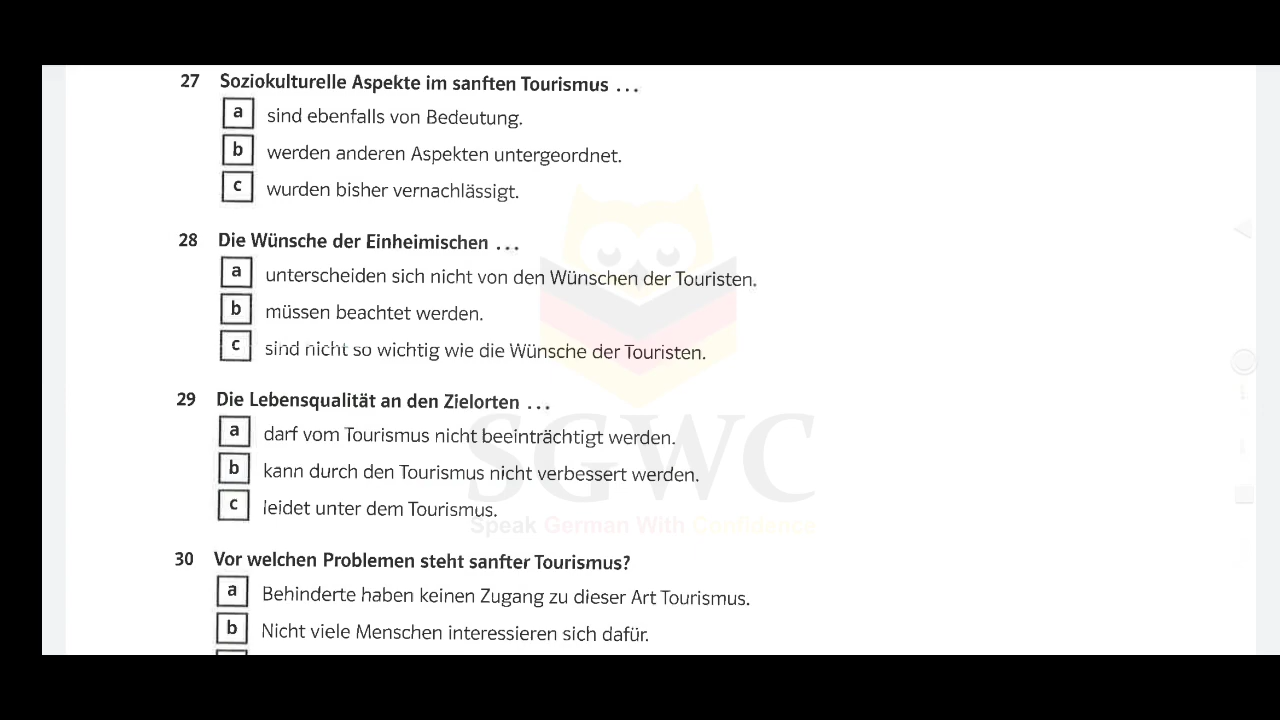 27 Soziokulturelle Aspekte im sanften Tourismus ...
a sind ebenfalls von Bedeutung.
b werden anderen Aspekten untergeordnet.
c wurden bisher vernachlässigt.
28 Die Wünsche der Einheimischen ...
a unterscheiden sich nicht von den Wünschen der Touristen.
b müssen beachtet werden.
c sind nicht so wichtig wie die Wünsche der Touristen.
29 Die Lebensqualität an den Zielorten ...
a darf vom Tourismus nicht beeinträchtigt werden.
b kann durch den Tourismus nicht verbessert werden.
c leidet unter dem Tourismus.
SGWC
Speak German With Confidence
30 Vor welchen Problemen steht sanfter Tourismus?
a Behinderte haben keinen Zugang zu dieser Art Tourismus.
b Nicht viele Menschen interessieren sich dafür.